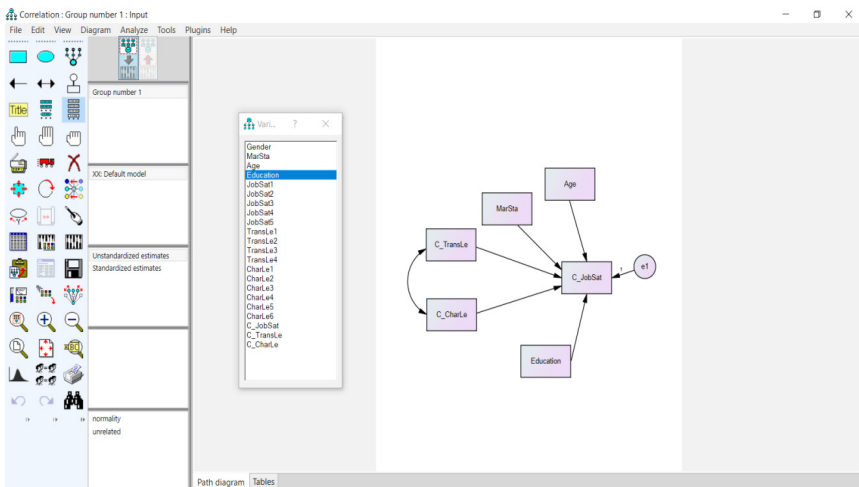 Correlation : Group number 1 : Input
File Edit View Diagram Analyze Tools Plugins Help
Title
Group number 1
XX: Default model
Unstandardized estimates
Standardized estimates
normality
unrelated
Vari... ?
Gender
MarSta
Age
Education
JobSat1
JobSat2
JobSat3
JobSat4
JobSat5
TransLe1
TransLe2
TransLe3
TransLe4
CharLe1
CharLe2
CharLe3
CharLe4
CharLe5
CharLe6
C_JobSat
C_TransLe
C_CharLe
Age
MarSta
C_TransLe
C_JobSat
1
e1
C_CharLe
Education
Path diagram Tables